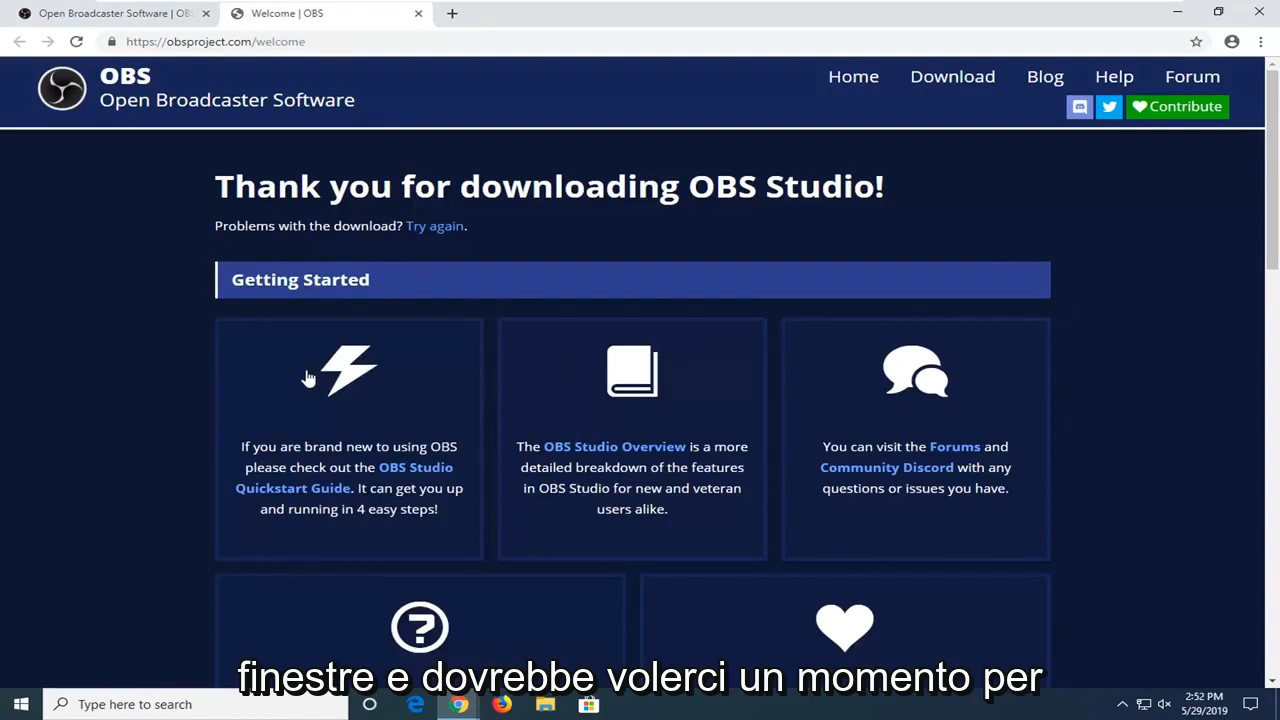 Open Broadcaster Software | OB
Welcome | OBS
https://obsproject.com/welcome
OBS
Open Broadcaster Software
Home Download Blog Help Forum
Contribute
Thank you for downloading OBS Studio!
Problems with the download? Try again.
Getting Started
If you are brand new to using OBS
please check out the OBS Studio
Quickstart Guide. It can get you up
and running in 4 easy steps!
The OBS Studio Overview is a more
detailed breakdown of the features
in OBS Studio for new and veteran
users alike.
You can visit the Forums and
Community Discord with any
questions or issues you have.
finestre e dovrebbe volerci un momento per
Type here to search
2:52 PM
5/29/2019